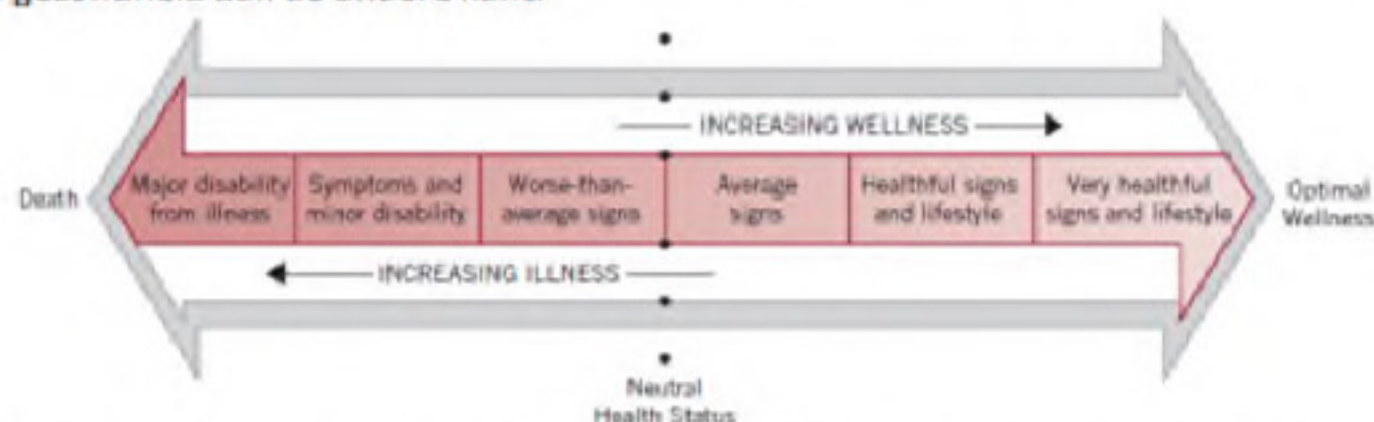 INCREASING WELLNESS
Death
Major disability
from illness
Symptoms and
minor disability
Worse-than-
average signs
Average
signs
Healthful signs
and lifestyle
Very healthful
signs and lifestyle
Optimal
Wellness
INCREASING ILLNESS
Neutral
Health Status